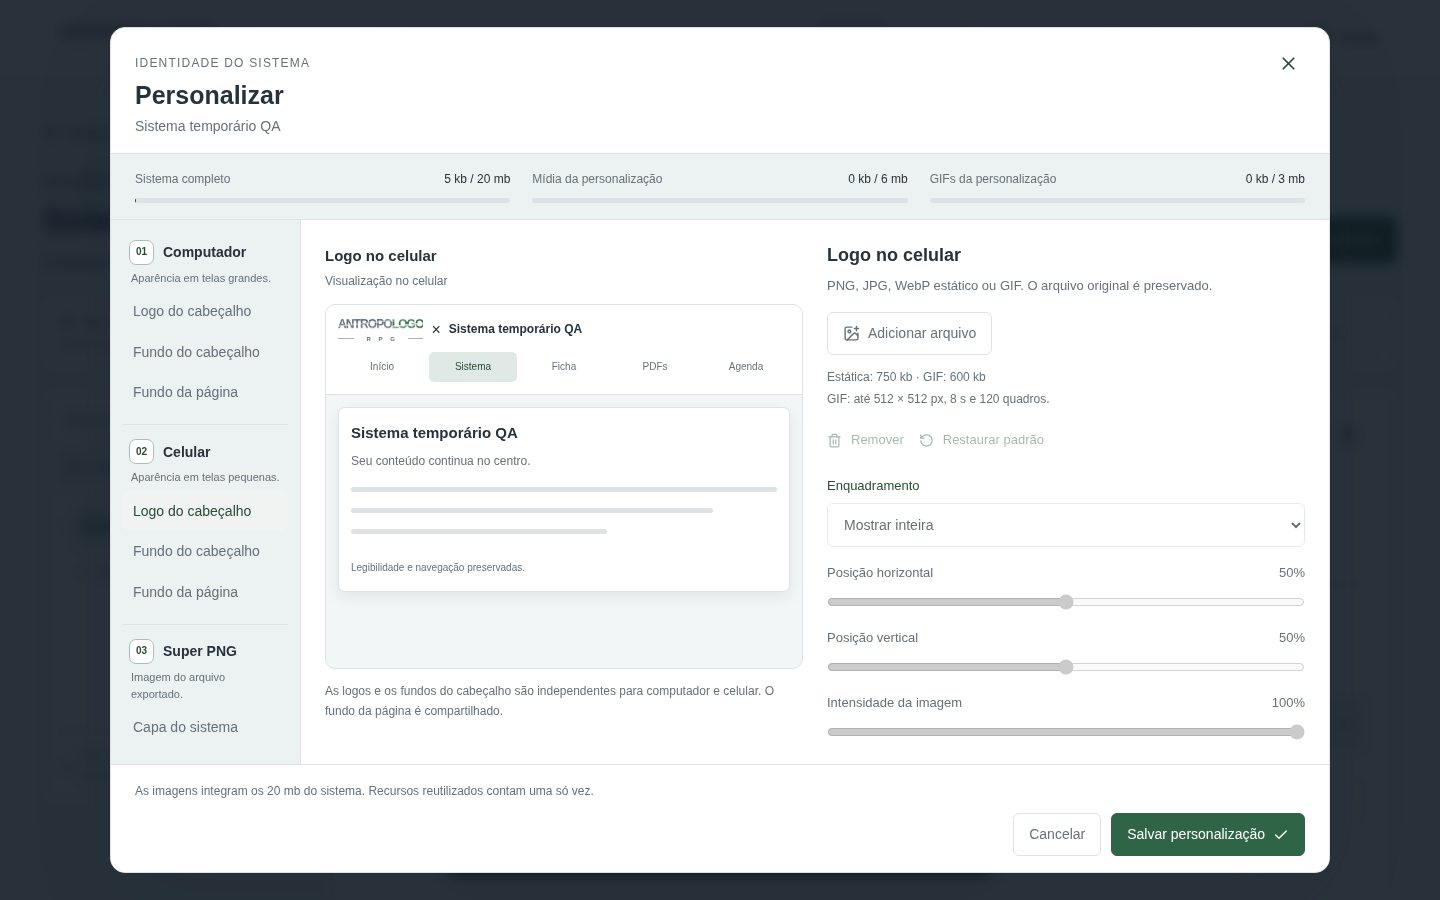 IDENTIDADE DO SISTEMA
Personalizar
Sistema temporário QA
Sistema completo 5 kb / 20 mb
Mídia da personalização 0 kb / 6 mb
GIFs da personalização 0 kb / 3 mb
01 Computador
Aparência em telas grandes.
Logo do cabeçalho
Fundo do cabeçalho
Fundo da página
02 Celular
Aparência em telas pequenas.
Logo do cabeçalho
Fundo do cabeçalho
Fundo da página
03 Super PNG
Imagem do arquivo
exportado.
Capa do sistema
Logo no celular
Visualização no celular
ANTROPOLOGO
RPG
× Sistema temporário QA
Início Sistema Ficha PDFs Agenda
Sistema temporário QA
Seu conteúdo continua no centro.
Legibilidade e navegação preservadas.
As logos e os fundos do cabeçalho são independentes para computador e celular. O
fundo da página é compartilhado.
Logo no celular
PNG, JPG, WebP estático ou GIF. O arquivo original é preservado.
Adicionar arquivo
Estática: 750 kb · GIF: 600 kb
GIF: até 512 × 512 px, 8 s e 120 quadros.
Remover Restaurar padrão
Enquadramento
Mostrar inteira
Posição horizontal 50%
Posição vertical 50%
Intensidade da imagem 100%
As imagens integram os 20 mb do sistema. Recursos reutilizados contam uma só vez.
Cancelar Salvar personalização